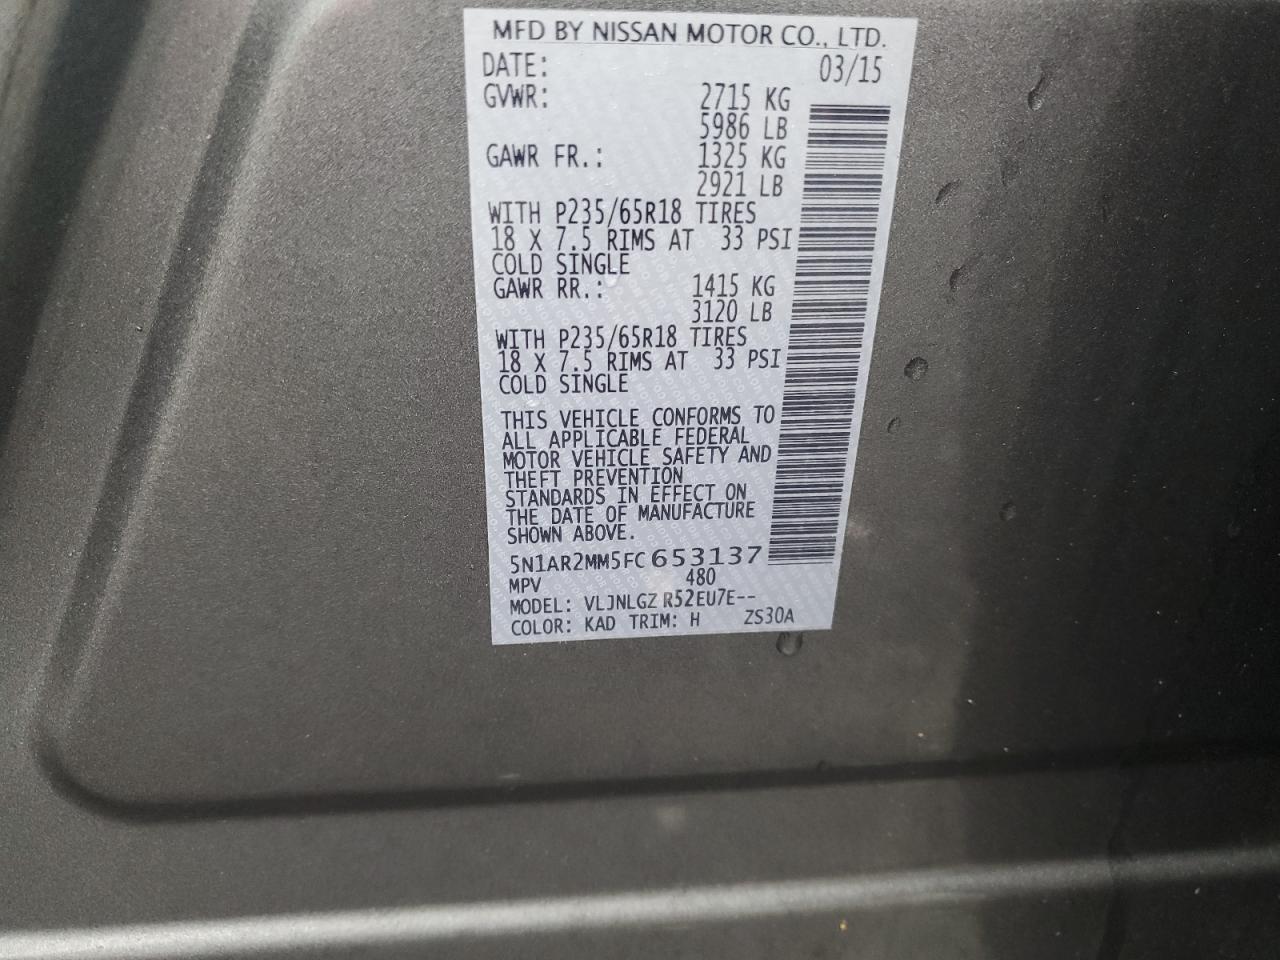 MFD BY NISSAN MOTOR CO., LTD.
DATE: 03/15
GVWR: 2715 KG
5986 LB
GAWR FR.: 1325 KG
2921 LB
WITH P235/65R18 TIRES
18 X 7.5 RIMS AT 33 PSI
COLD SINGLE
GAWR RR.: 1415 KG
3120 LB
WITH P235/65R18 TIRES
18 X 7.5 RIMS AT 33 PSI
COLD SINGLE
THIS VEHICLE CONFORMS TO
ALL APPLICABLE FEDERAL
MOTOR VEHICLE SAFETY AND
THEFT PREVENTION
STANDARDS IN EFFECT ON
THE DATE OF MANUFACTURE
SHOWN ABOVE.
5N1AR2MM5FC653137
MPV 480
MODEL: VLJNLGZ R52EU7E--
COLOR: KAD TRIM: H ZS30A